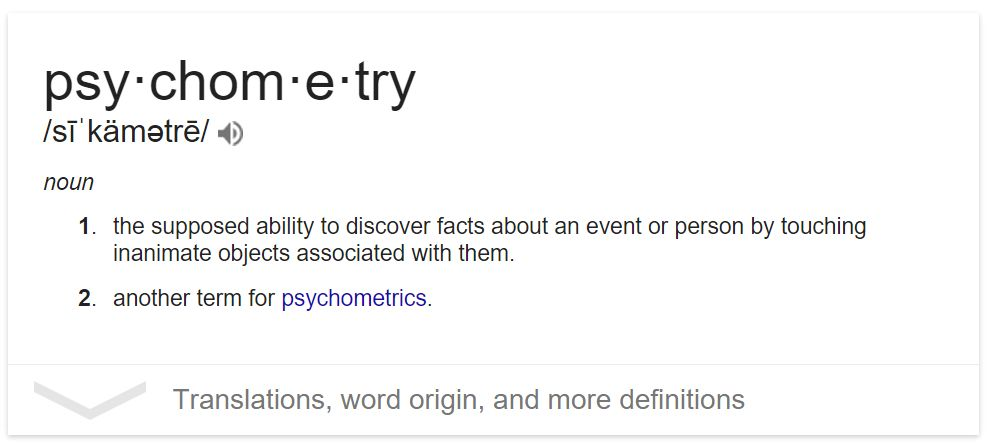 psy·chom·e·try
/sīˈkämətrē/
noun
1. the supposed ability to discover facts about an event or person by touching
inanimate objects associated with them.
2. another term for psychometrics.
Translations, word origin, and more definitions